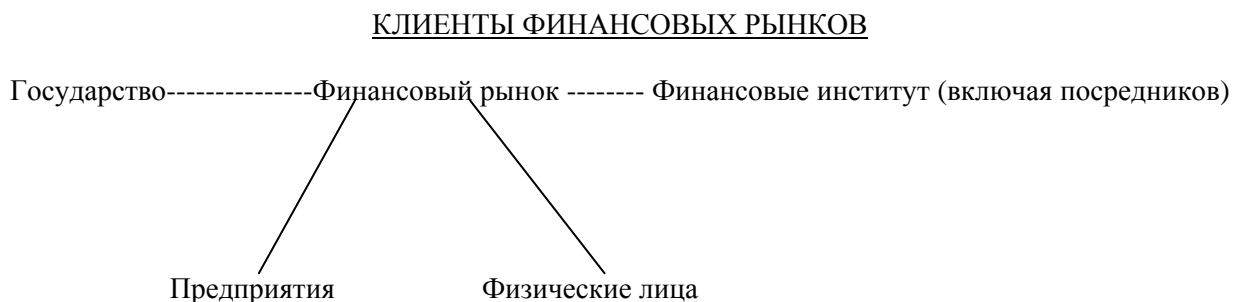 КЛИЕНТЫ ФИНАНСОВЫХ РЫНКОВ
Государство---------------Финансовый рынок -------- Финансовые институт (включая посредников)
Предприятия Физические лица